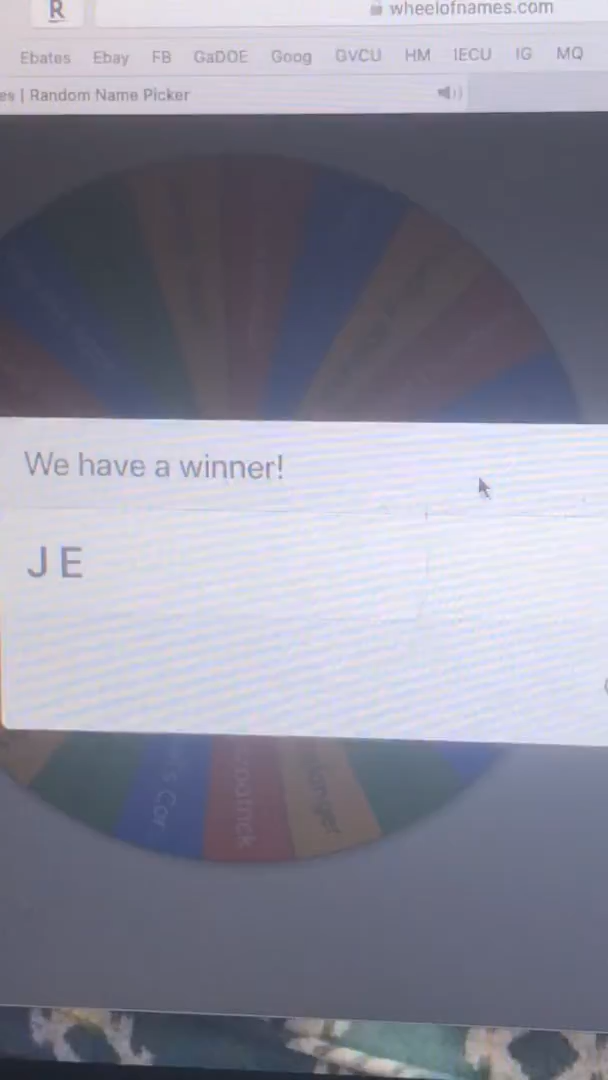 R
wheelofnames.com
Ebates Ebay FB GaDOE Goog GVCU HM IECU IG MQ
es | Random Name Picker
We have a winner!
J E
's Cor